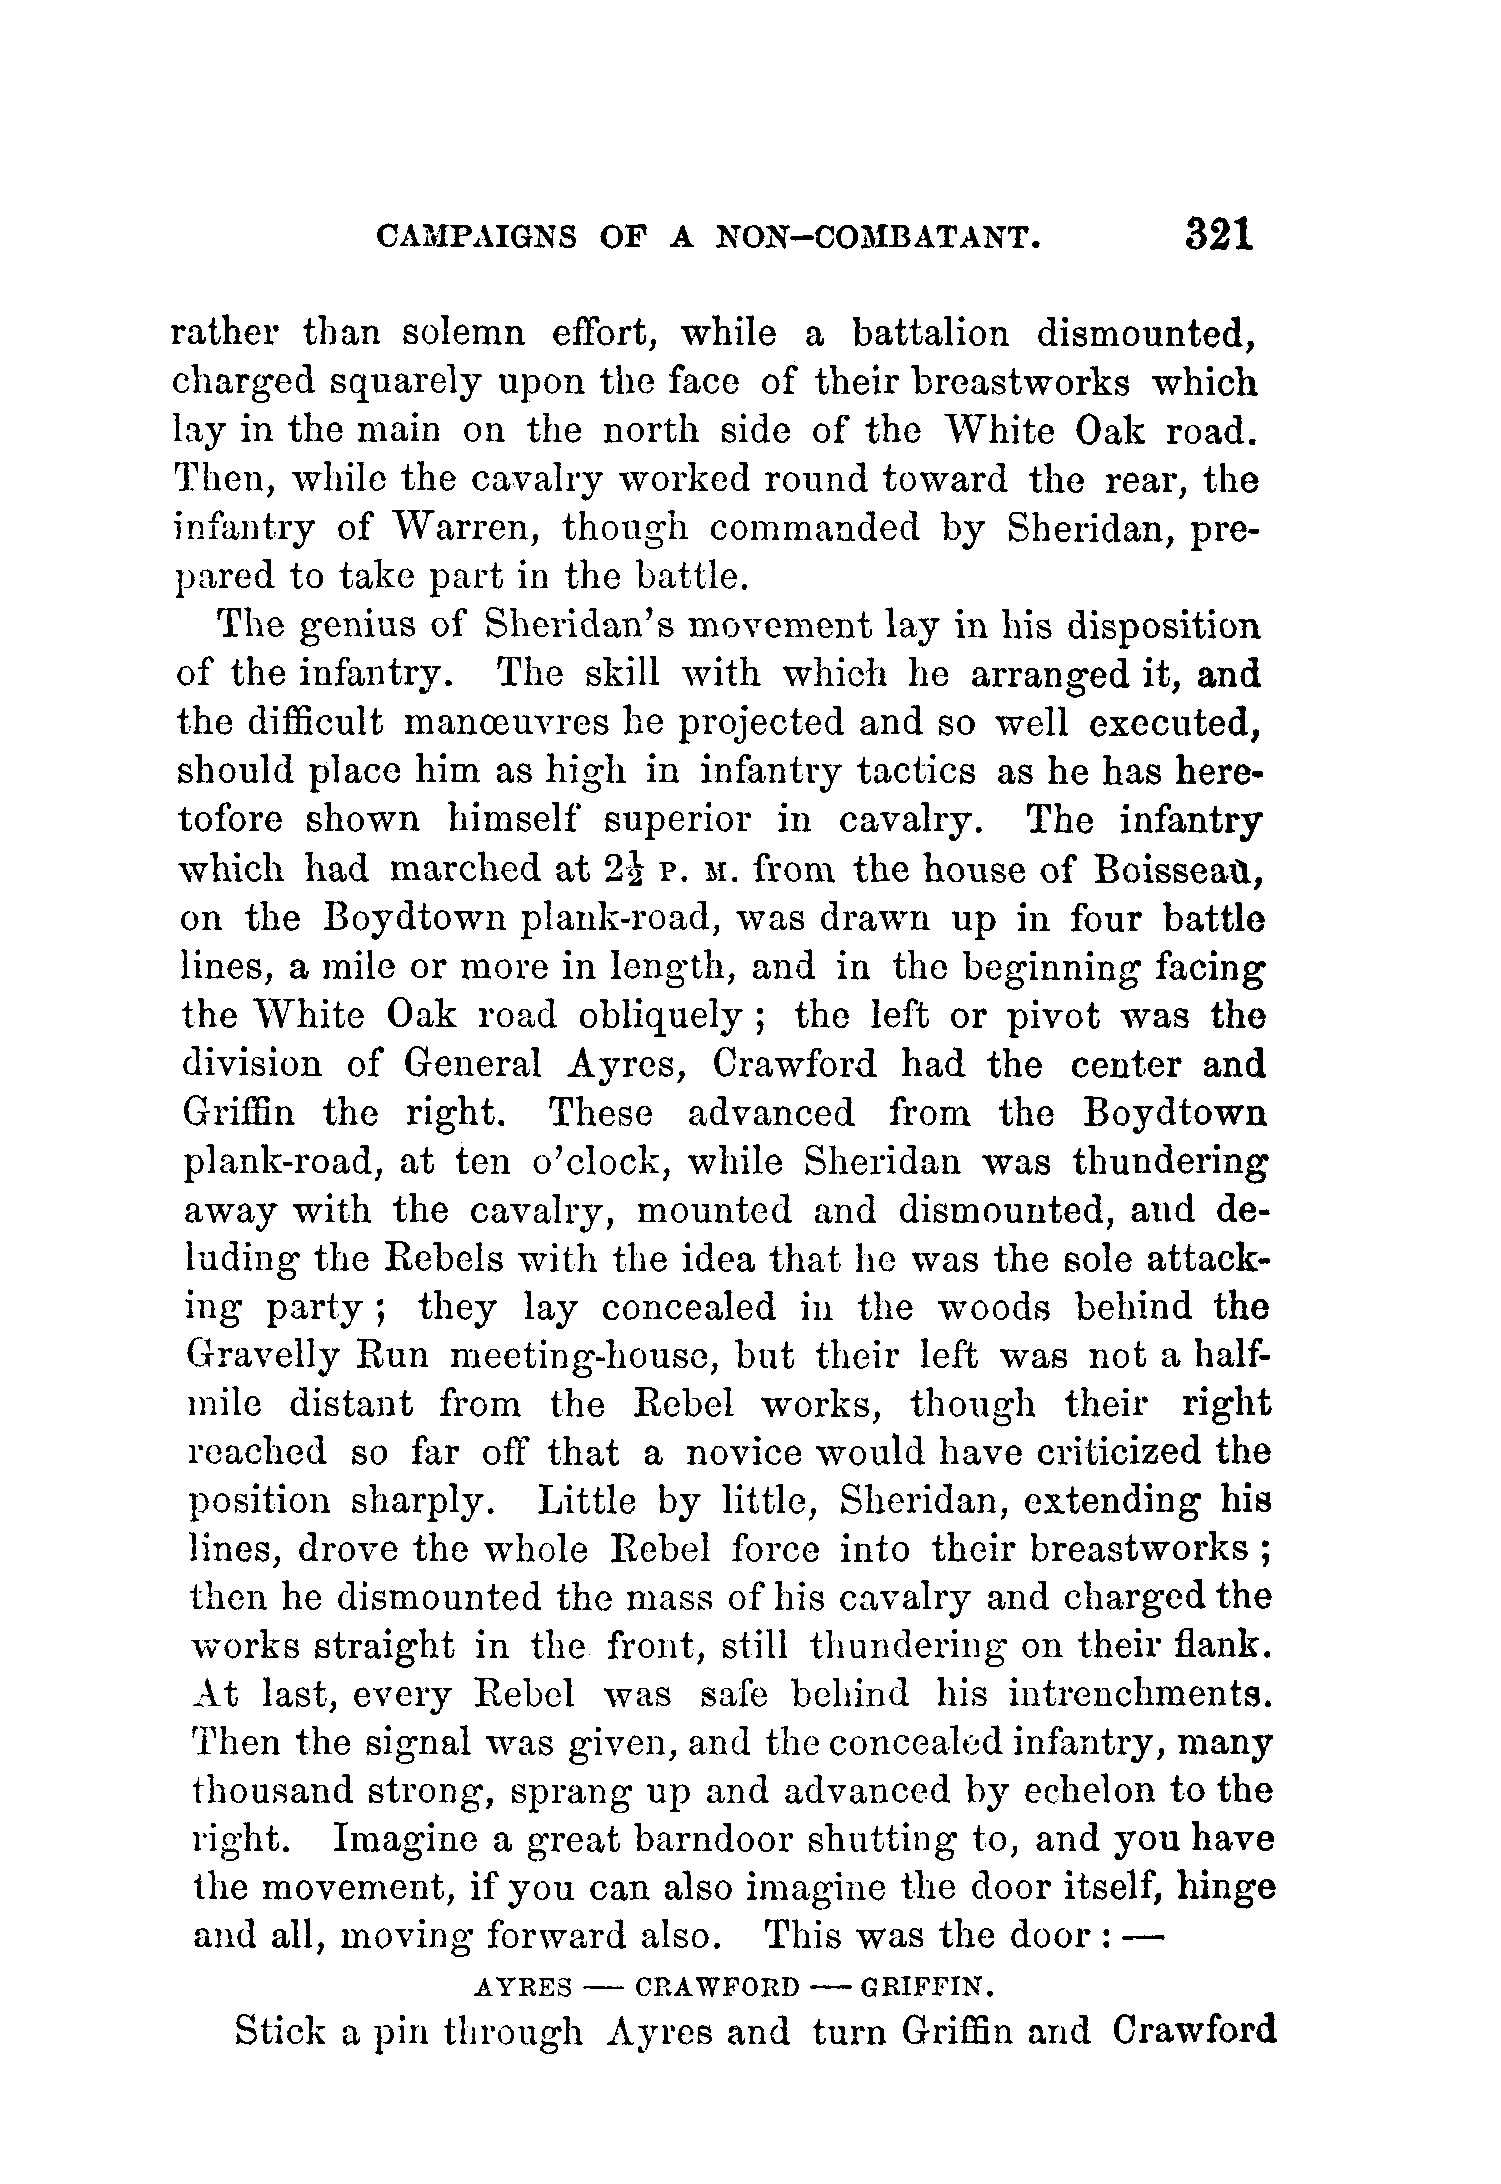 CAMPAIGNS OF A NON-COMBATANT. 321
rather than solemn effort, while a battalion dismounted,
charged squarely upon the face of their breastworks which
lay in the main on the north side of the White Oak road.
Then, while the cavalry worked round toward the rear, the
infantry of Warren, though commanded by Sheridan, pre-
pared to take part in the battle.
The genius of Sheridan's movement lay in his disposition
of the infantry. The skill with which he arranged it, and
the difficult manœuvres he projected and so well executed,
should place him as high in infantry tactics as he has here-
tofore shown himself superior in cavalry. The infantry
which had marched at 2½ P. M. from the house of Boisseau,
on the Boydtown plank-road, was drawn up in four battle
lines, a mile or more in length, and in the beginning facing
the White Oak road obliquely; the left or pivot was the
division of General Ayres, Crawford had the center and
Griffin the right. These advanced from the Boydtown
plank-road, at ten o'clock, while Sheridan was thundering
away with the cavalry, mounted and dismounted, and de-
luding the Rebels with the idea that he was the sole attack-
ing party; they lay concealed in the woods behind the
Gravelly Run meeting-house, but their left was not a half-
mile distant from the Rebel works, though their right
reached so far off that a novice would have criticized the
position sharply. Little by little, Sheridan, extending his
lines, drove the whole Rebel force into their breastworks;
then he dismounted the mass of his cavalry and charged the
works straight in the front, still thundering on their flank.
At last, every Rebel was safe behind his intrenchments.
Then the signal was given, and the concealed infantry, many
thousand strong, sprang up and advanced by echelon to the
right. Imagine a great barndoor shutting to, and you have
the movement, if you can also imagine the door itself, hinge
and all, moving forward also. This was the door:—
AYRES — CRAWFORD — GRIFFIN.
Stick a pin through Ayres and turn Griffin and Crawford